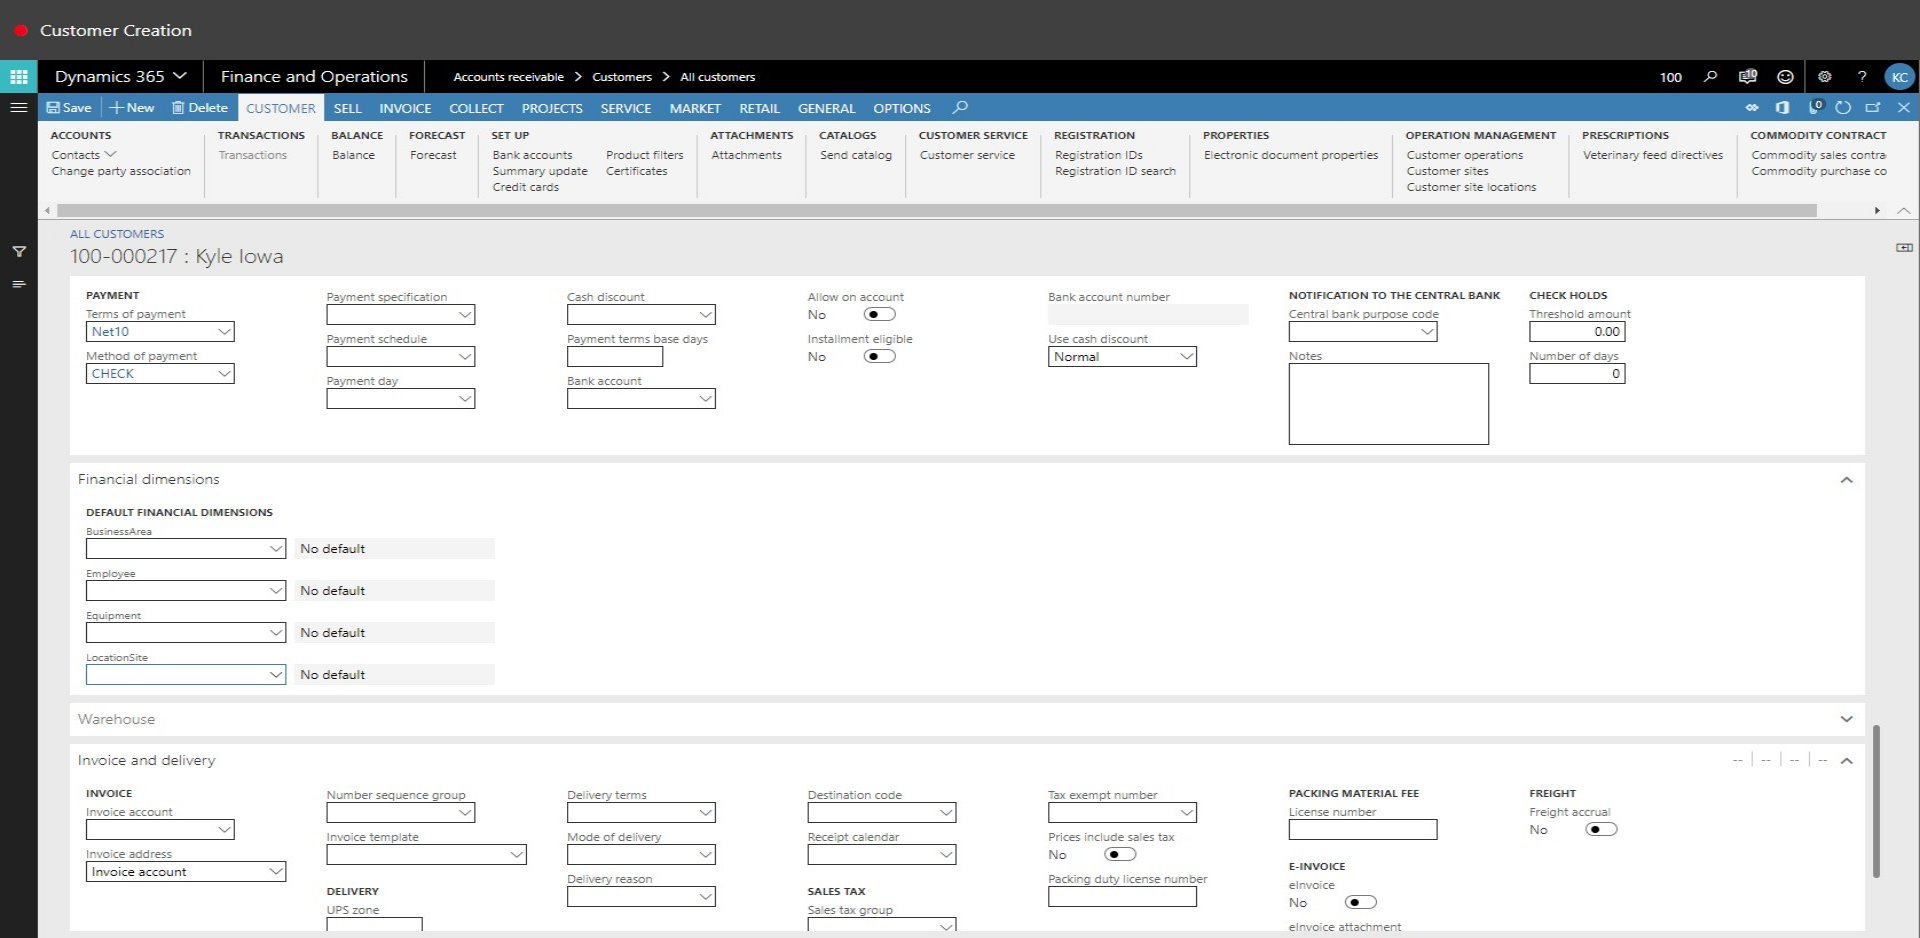 Customer Creation
Dynamics 365 Finance and Operations Accounts receivable > Customers > All customers 100 10 ? KC
Save + New Delete CUSTOMER SELL INVOICE COLLECT PROJECTS SERVICE MARKET RETAIL GENERAL OPTIONS 0
ACCOUNTS TRANSACTIONS BALANCE FORECAST SET UP ATTACHMENTS CATALOGS CUSTOMER SERVICE REGISTRATION PROPERTIES OPERATION MANAGEMENT PRESCRIPTIONS COMMODITY CONTRACT
Contacts Transactions Balance Forecast Bank accounts Product filters Attachments Send catalog Customer service Registration IDs Electronic document properties Customer operations Veterinary feed directives Commodity sales contra
Change party association Summary update Certificates Registration ID search Customer sites Commodity purchase co
Credit cards Customer site locations
ALL CUSTOMERS
100-000217 : Kyle Iowa
PAYMENT Payment specification Cash discount Allow on account Bank account number NOTIFICATION TO THE CENTRAL BANK CHECK HOLDS
Terms of payment No Central bank purpose code Threshold amount
Net10 0.00
Payment schedule Payment terms base days Installment eligible Use cash discount
Method of payment No Normal Notes Number of days
CHECK 0
Payment day Bank account
Financial dimensions
DEFAULT FINANCIAL DIMENSIONS
BusinessArea
No default
Employee
No default
Equipment
No default
LocationSite
No default
Warehouse
Invoice and delivery -- -- -- --
INVOICE Number sequence group Delivery terms Destination code Tax exempt number PACKING MATERIAL FEE FREIGHT
Invoice account License number Freight accrual
No
Invoice template Mode of delivery Receipt calendar Prices include sales tax
Invoice address No
Invoice account E-INVOICE
Delivery reason Packing duty license number eInvoice
DELIVERY SALES TAX No
UPS zone Sales tax group
eInvoice attachment